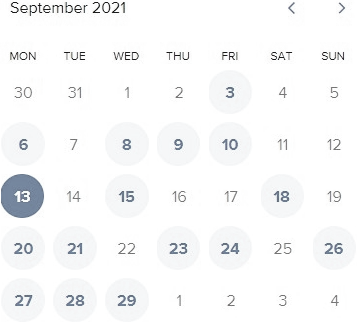 September 2021
MON TUE WED THU FRI SAT SUN
30 31 1 2 3 4 5
6 7 8 9 10 11 12
13 14 15 16 17 18 19
20 21 22 23 24 25 26
27 28 29 1 2 3 4